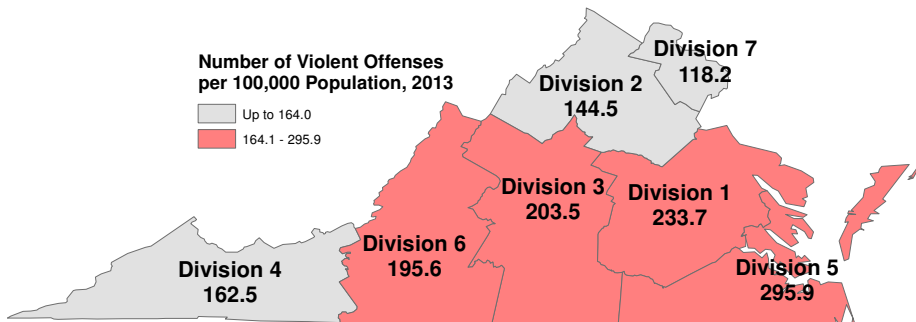 Number of Violent Offenses
per 100,000 Population, 2013
Up to 164.0
164.1 - 295.9
Division 7
118.2
Division 2
144.5
Division 3
203.5
Division 1
233.7
Division 6
195.6
Division 4
162.5
Division 5
295.9